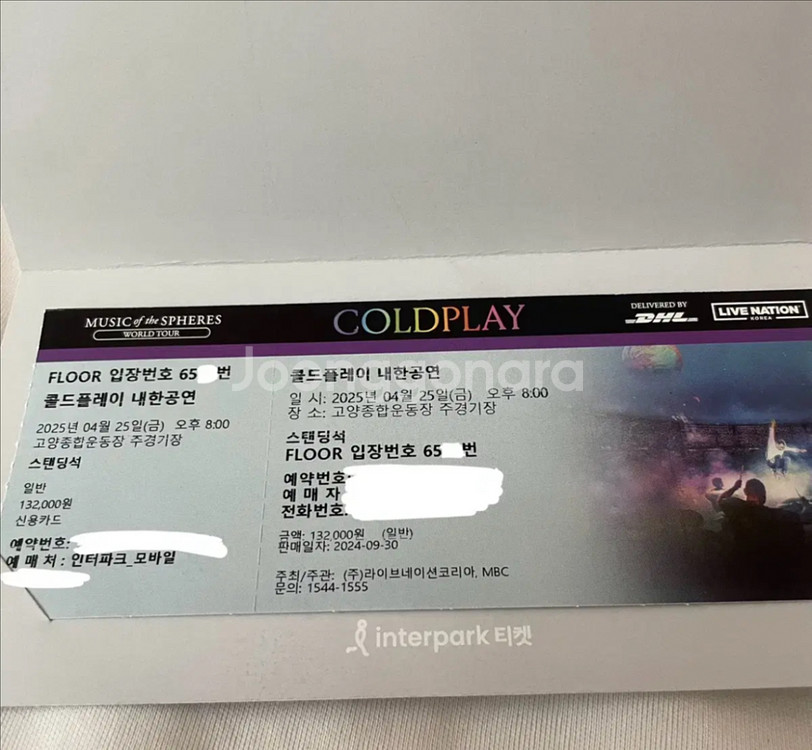 MUSIC of the SPHERES
WORLD TOUR
COLDPLAY
DELIVERED BY
DHL
LIVE NATION
KOREA
FLOOR 입장번호 65 번
콜드플레이 내한공연
2025년 04월 25일(금) 오후 8:00
고양종합운동장 주경기장
스탠딩석
일반
132,000원
신용카드
예약번호:
예 매 처 : 인터파크_모바일
콜드플레이 내한공연
일 시: 2025년 04월 25일(금) 오후 8:00
장 소: 고양종합운동장 주경기장
스탠딩석
FLOOR 입장번호 65 번
예약번호:
예 매 자
전화번호:
금액: 132,000원 (일반)
판매일자: 2024-09-30
주최/주관: (주)라이브네이션코리아, MBC
문의: 1544-1555
Joonggonara
interpark 티켓